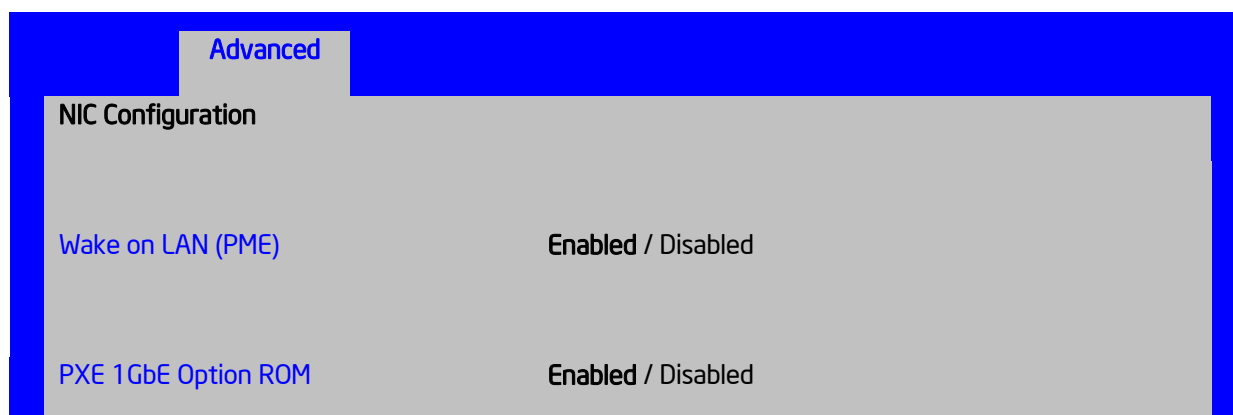 Advanced
NIC Configuration
Wake on LAN (PME) Enabled / Disabled
PXE 1GbE Option ROM Enabled / Disabled